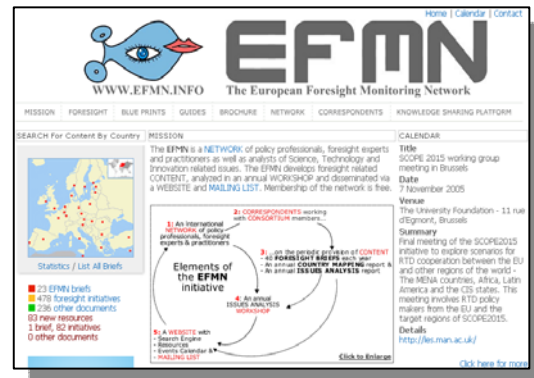 Home | Calendar | Contact
EFMN
WWW.EFMN.INFO The European Foresight Monitoring Network
MISSION FORESIGHT BLUE PRINTS GUIDES BROCHURE NETWORK CORRESPONDENTS KNOWLEDGE SHARING PLATFORM
SEARCH For Content By Country
Statistics / List All Briefs
23 EFMN briefs
478 foresight initiatives
236 other documents
83 new resources
1 brief, 82 initiatives
0 other documents
MISSION
The EFMN is a NETWORK of policy professionals, foresight experts
and practitioners as well as analysts of Science, Technology and
Innovation related issues. The EFMN develops foresight related
CONTENT, analyzed in an annual WORKSHOP and disseminated via
a WEBSITE and MAILING LIST. Membership of the network is free.
1) An International
NETWORK of policy
professionals, foresight
experts & practitioners
2) CORRESPONDENTS working
with CONSORTIUM members...
3) ...on the periodic provision of CONTENT
- 40 FORESIGHT BRIEFS each year
- An annual COUNTRY MAPPING report &
- An annual ISSUES ANALYSIS report
Elements of
the EFMN
initiative
4) An annual
ISSUES ANALYSIS
WORKSHOP
5) A WEBSITE with
- Search Engine
- Resources
- Events Calendar &
- MAILING LIST
Click to Enlarge
CALENDAR
Title
SCOPE 2015 working group
meeting in Brussels
Date
7 November 2005
Venue
The University Foundation - 11 rue
d'Egmont, Brussels
Summary
Final meeting of the SCOPE2015
initiative to explore scenarios for
RTD cooperation between the EU
and other regions of the world -
The MENA countries, Africa, Latin
America and the CIS states. This
meeting involves RTD policy
makers from the EU and the
target regions of SCOPE2015.
Details
http://les.man.ac.uk/
Click here for more